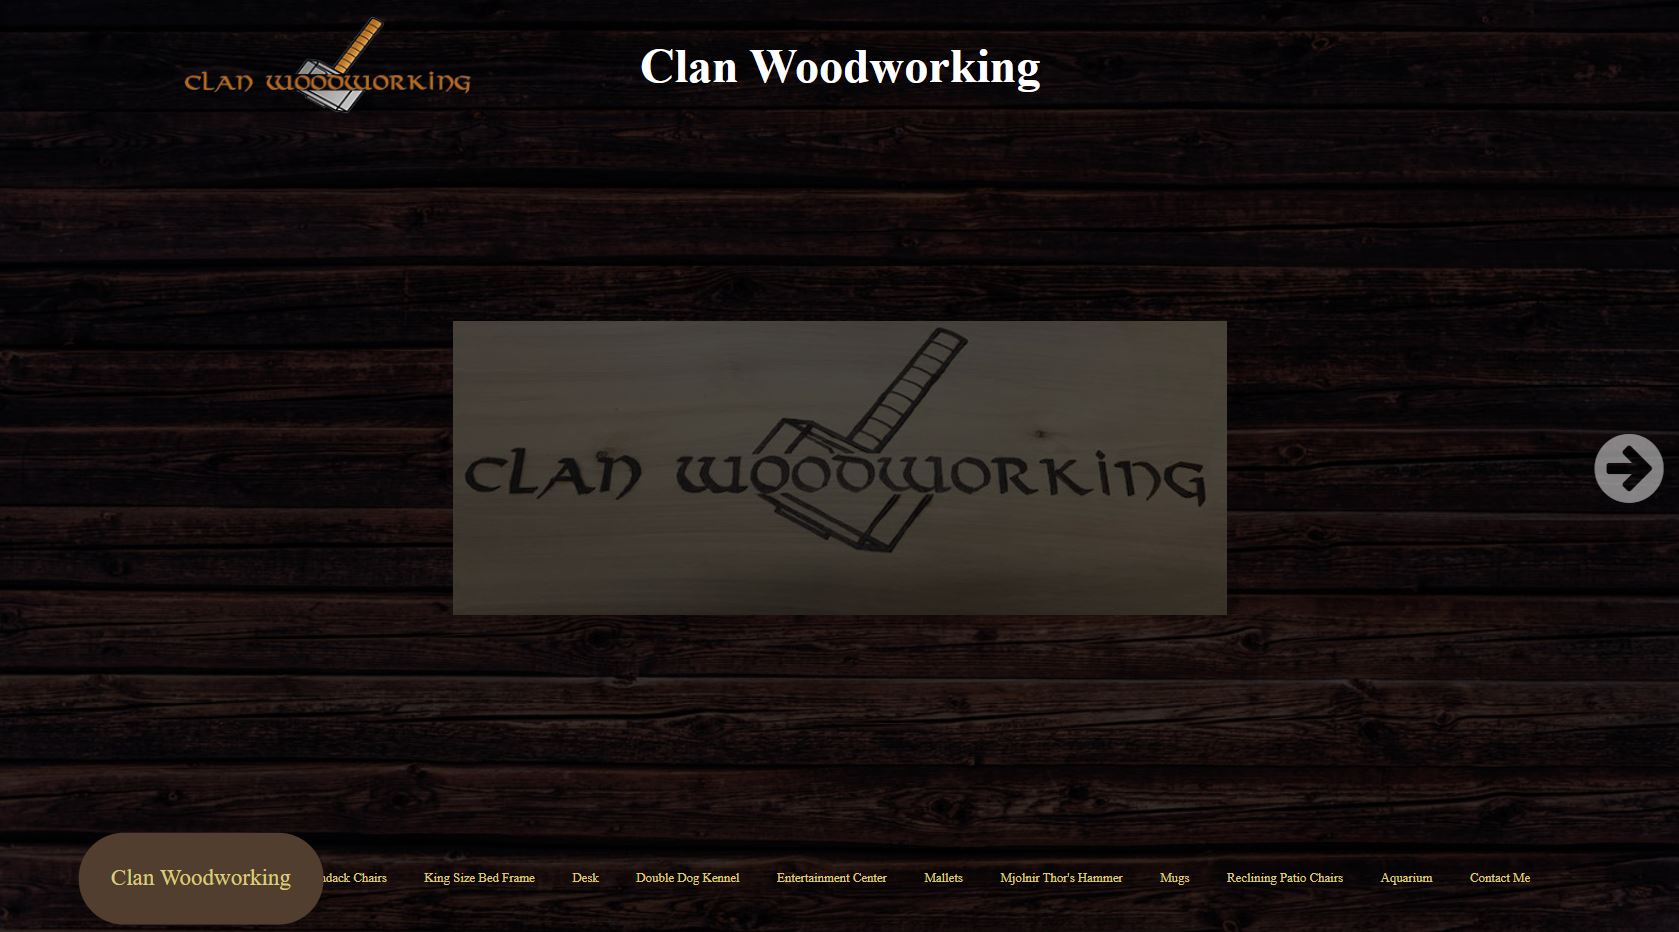 clan woodworking
Clan Woodworking
clan woodworking
Clan Woodworking
Chairs
King Size Bed Frame
Desk
Double Dog Kennel
Entertainment Center
Mallets
Mjolnir Thor's Hammer
Mugs
Reclining Patio Chairs
Aquarium
Contact Me